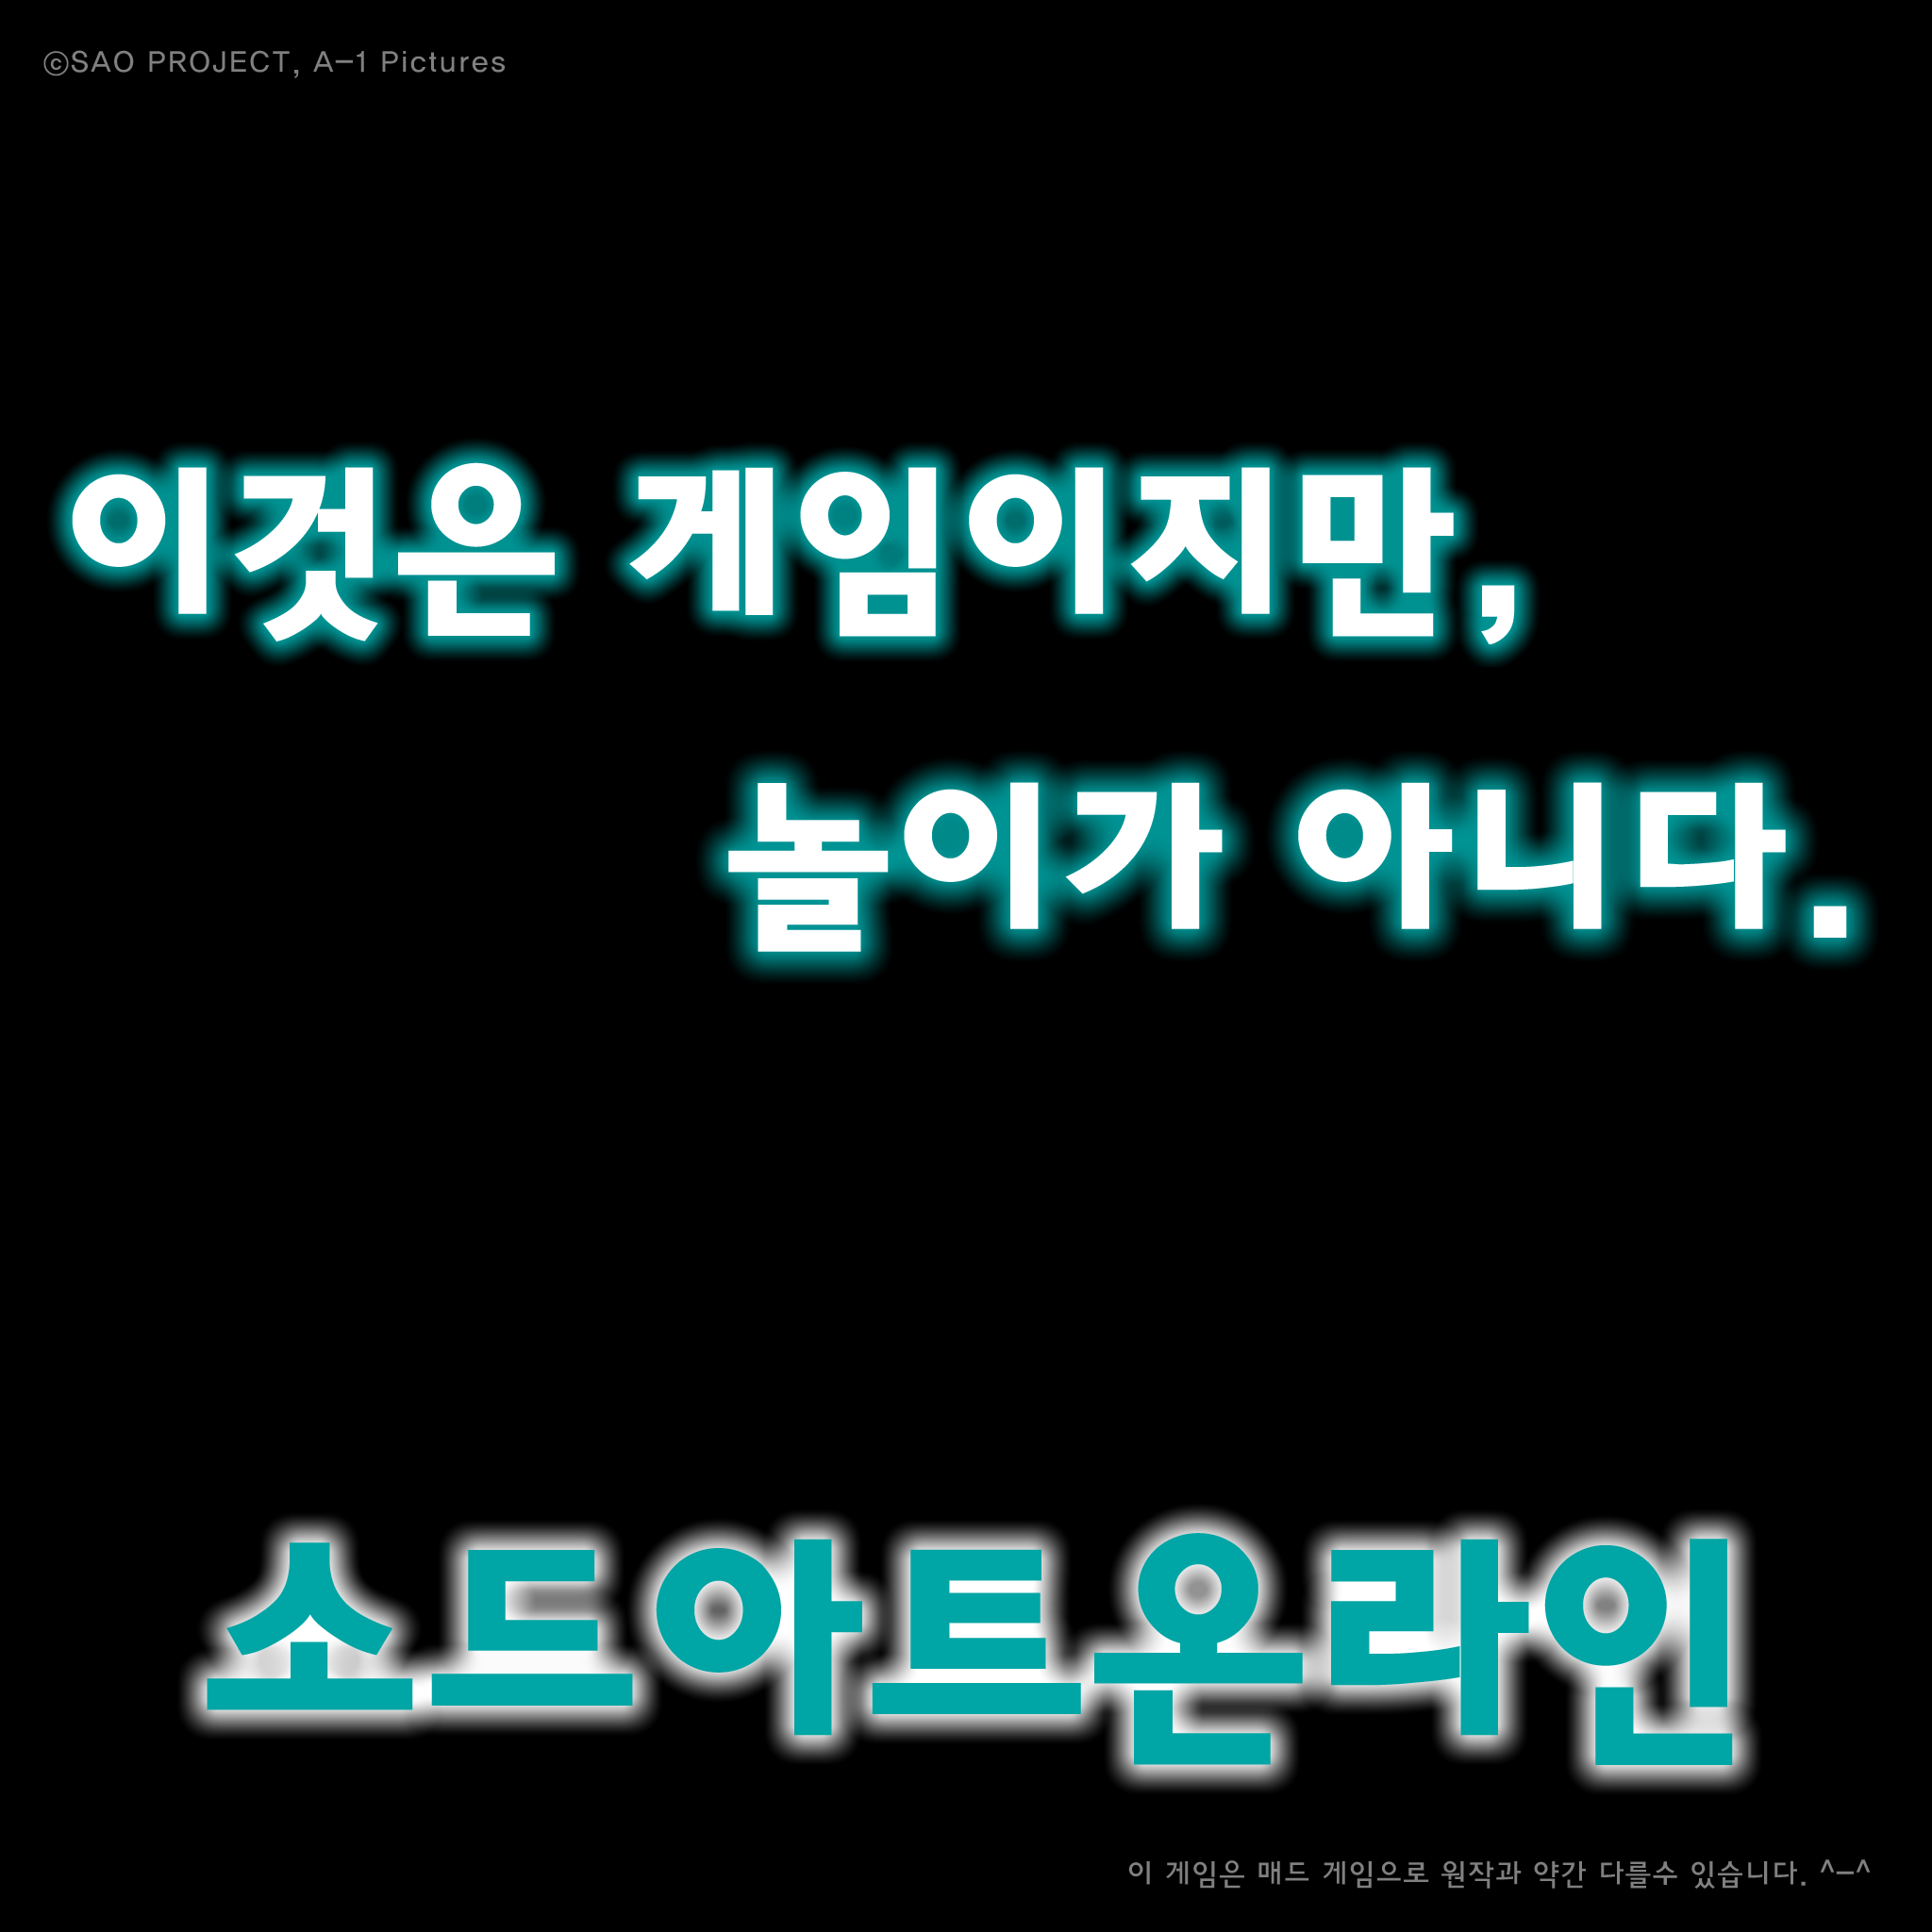 ©SAO PROJECT, A-1 Pictures
이것은 게임이지만,
놀이가 아니다.
소드아트온라인
이 게임은 매드 게임으로 원작과 약간 다를수 있습니다. ^-^